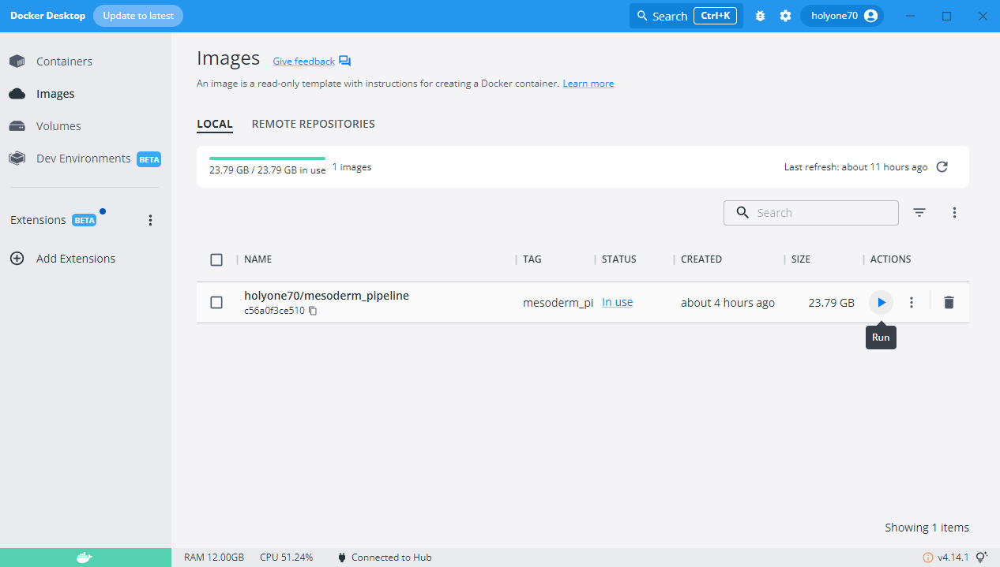 Docker Desktop Update to latest Search Ctrl+K holyone70
Containers
Images
Volumes
Dev Environments BETA
Extensions BETA
Add Extensions
Images Give feedback
An image is a read-only template with instructions for creating a Docker container. Learn more
LOCAL REMOTE REPOSITORIES
23.79 GB / 23.79 GB in use 1 images Last refresh: about 11 hours ago
Search
NAME TAG STATUS CREATED SIZE ACTIONS
holyone70/mesoderm_pipeline mesoderm_pi In use about 4 hours ago 23.79 GB
c56a0f3ce510
Run
Showing 1 items
RAM 12.00GB CPU 51.24% Connected to Hub v4.14.1